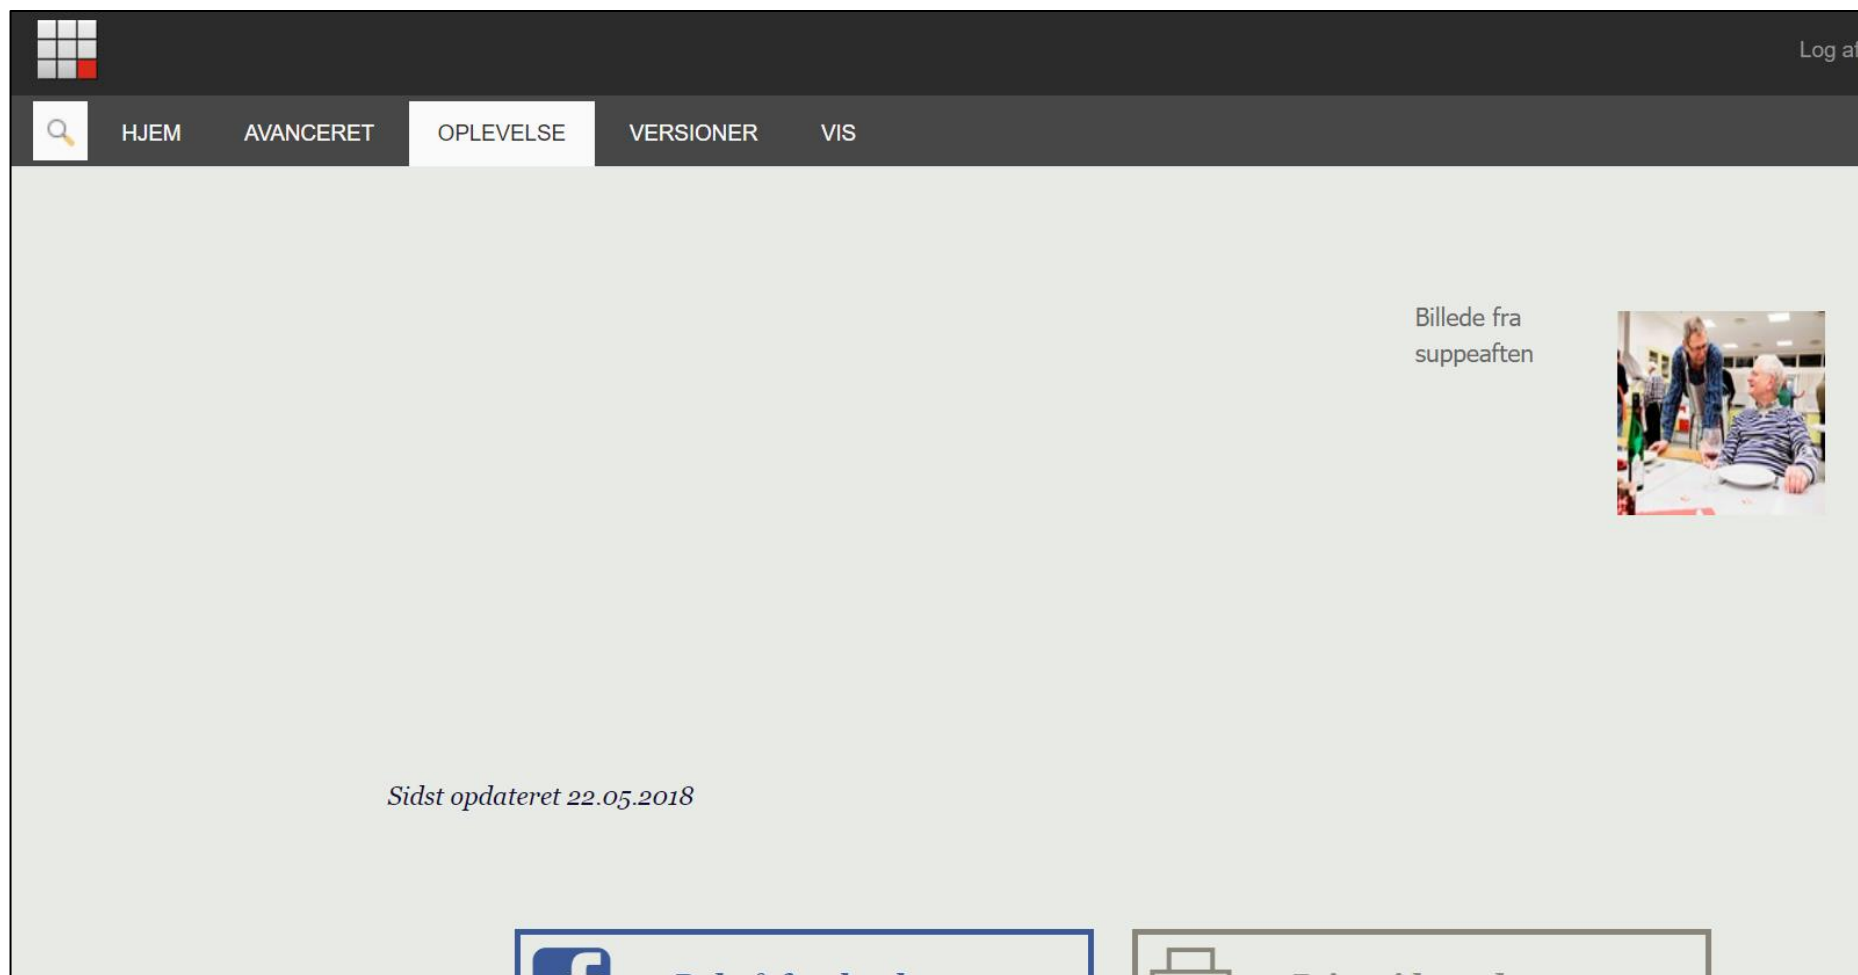 Log af
HJEM AVANCERET OPLEVELSE VERSIONER VIS
Billede fra
suppeaften
Sidst opdateret 22.05.2018